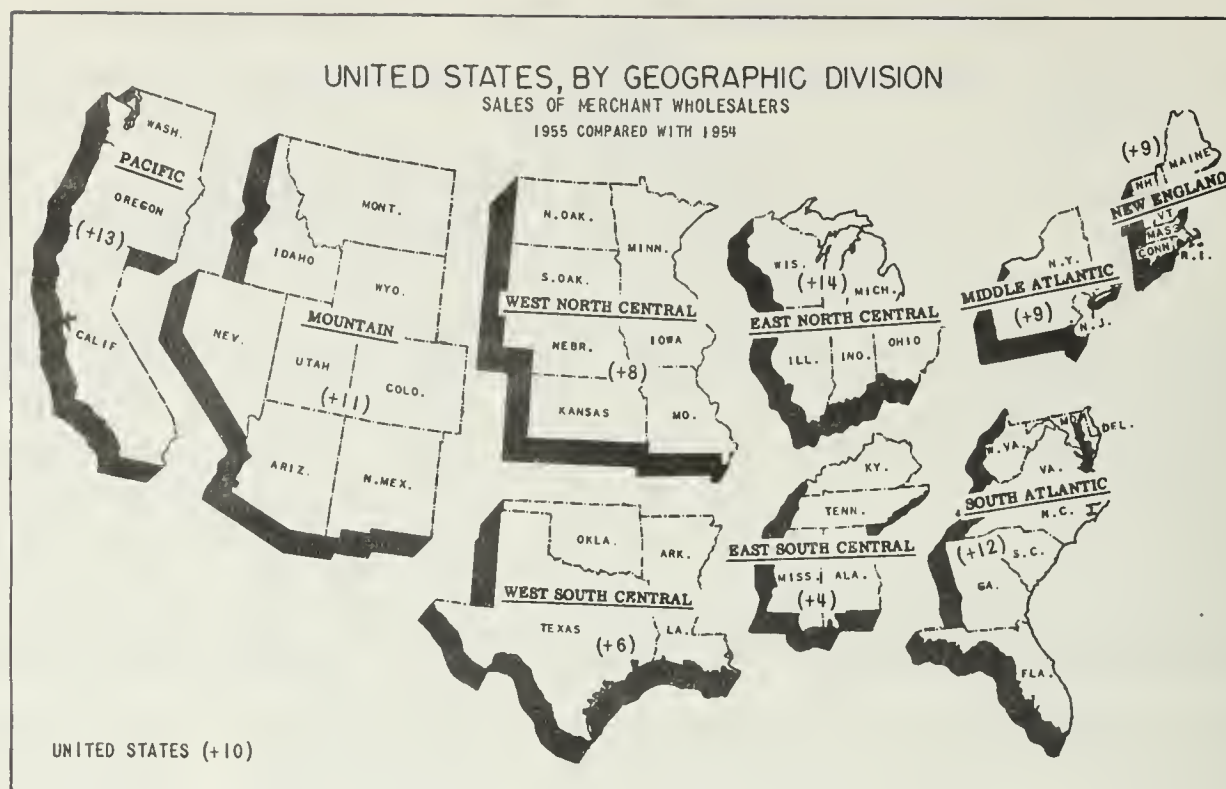 UNITED STATES, BY GEOGRAPHIC DIVISION
SALES OF MERCHANT WHOLESALERS
1955 COMPARED WITH 1954
WASH.
PACIFIC
OREGON
(+13)
CALIF
MONT.
IDAHO
WYO.
MOUNTAIN
NEV.
UTAH
COLO.
(+11)
ARIZ.
N.MEX.
N.DAK.
MINN.
S.DAK.
WEST NORTH CENTRAL
NEBR.
IOWA
(+8)
KANSAS
MO.
WIS.
(+14)
MICH.
EAST NORTH CENTRAL
ILL.
IND.
OHIO
(+9)
MAINE
NH
NEW ENGLAND
VT
MASS
CONN.
R.I.
N.Y.
MIDDLE ATLANTIC
(+9)
N.J.
OKLA.
ARK.
WEST SOUTH CENTRAL
TEXAS
LA.
(+6)
KY.
TENN.
EAST SOUTH CENTRAL
MISS.
ALA.
(+4)
MD
DEL.
W.VA.
VA.
SOUTH ATLANTIC
N.C.
(+12)
S.C.
GA.
FLA.
UNITED STATES (+10)